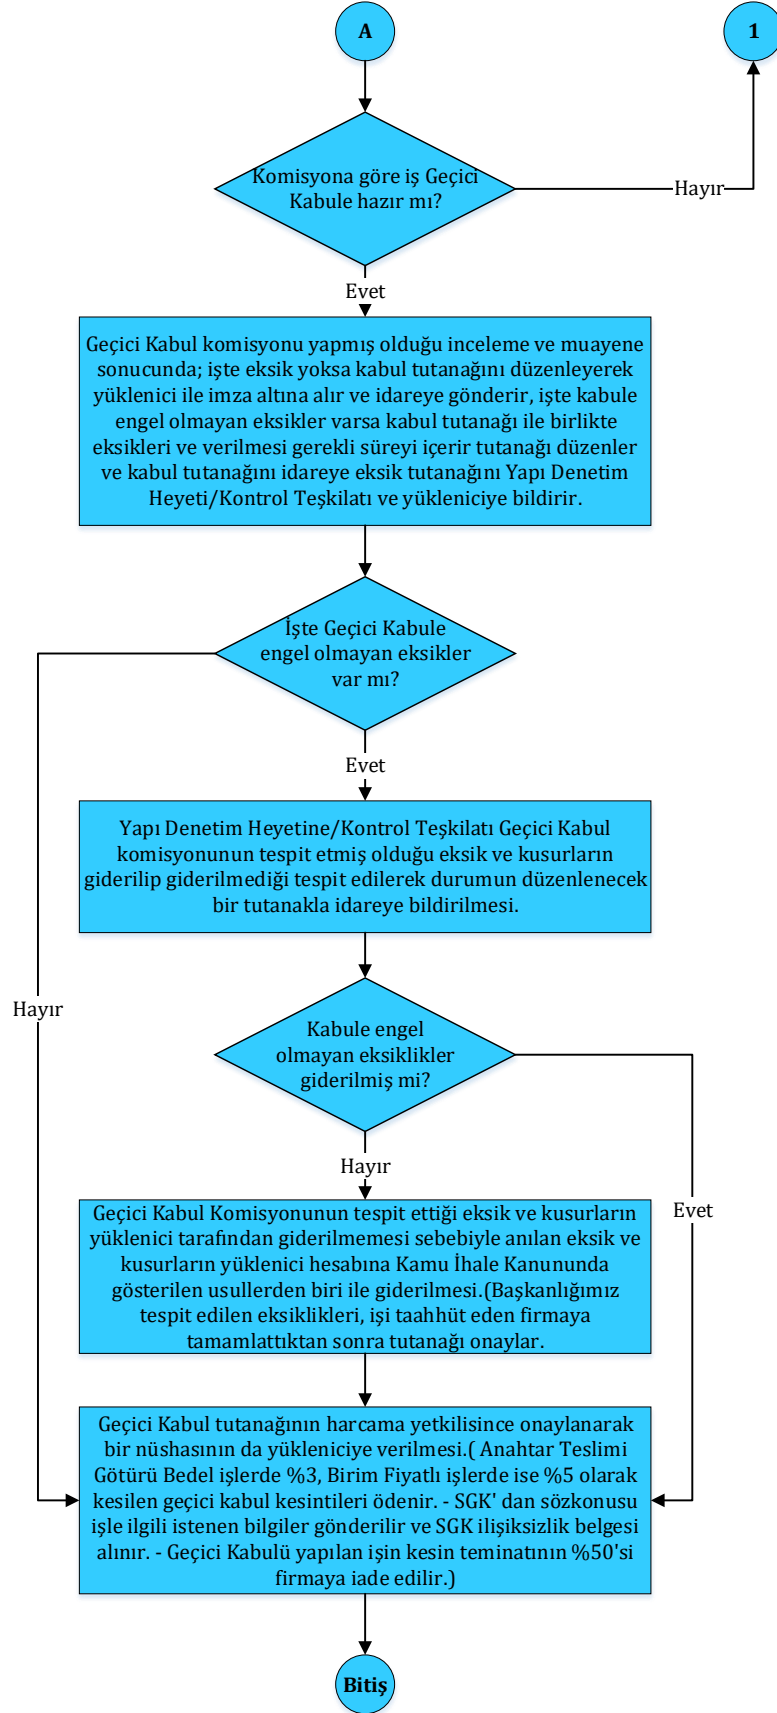 A
1
Komisyona göre iş Geçici
Kabule hazır mı?
Hayır
Evet
Geçici Kabul komisyonu yapmış olduğu inceleme ve muayene
sonucunda; işte eksik yoksa kabul tutanağını düzenleyerek
yüklenici ile imza altına alır ve idareye gönderir, işte kabule
engel olmayan eksikler varsa kabul tutanağı ile birlikte
eksikleri ve verilmesi gerekli süreyi içerir tutanağı düzenler
ve kabul tutanağını idareye eksik tutanağını Yapı Denetim
Heyeti/Kontrol Teşkilatı ve yükleniciye bildirir.
İşte Geçici Kabule
engel olmayan eksikler
var mı?
Evet
Yapı Denetim Heyetine/Kontrol Teşkilatı Geçici Kabul
komisyonunun tespit etmiş olduğu eksik ve kusurların
giderilip giderilmediği tespit edilerek durumun düzenlenecek
bir tutanakla idareye bildirilmesi.
Hayır
Kabule engel
olmayan eksiklikler
giderilmiş mi?
Hayır
Evet
Geçici Kabul Komisyonunun tespit ettiği eksik ve kusurların
yüklenici tarafından giderilmemesi sebebiyle anılan eksik ve
kusurların yüklenici hesabına Kamu İhale Kanununda
gösterilen usullerden biri ile giderilmesi.(Başkanlığımız
tespit edilen eksiklikleri, işi taahhüt eden firmaya
tamamlattıktan sonra tutanağı onaylar.
Geçici Kabul tutanağının harcama yetkilisince onaylanarak
bir nüshasının da yükleniciye verilmesi.( Anahtar Teslimi
Götürü Bedel işlerde %3, Birim Fiyatlı işlerde ise %5 olarak
kesilen geçici kabul kesintileri ödenir. - SGK' dan sözkonusu
işle ilgili istenen bilgiler gönderilir ve SGK ilişiksizlik belgesi
alınır. - Geçici Kabulü yapılan işin kesin teminatının %50'si
firmaya iade edilir.)
Bitiş